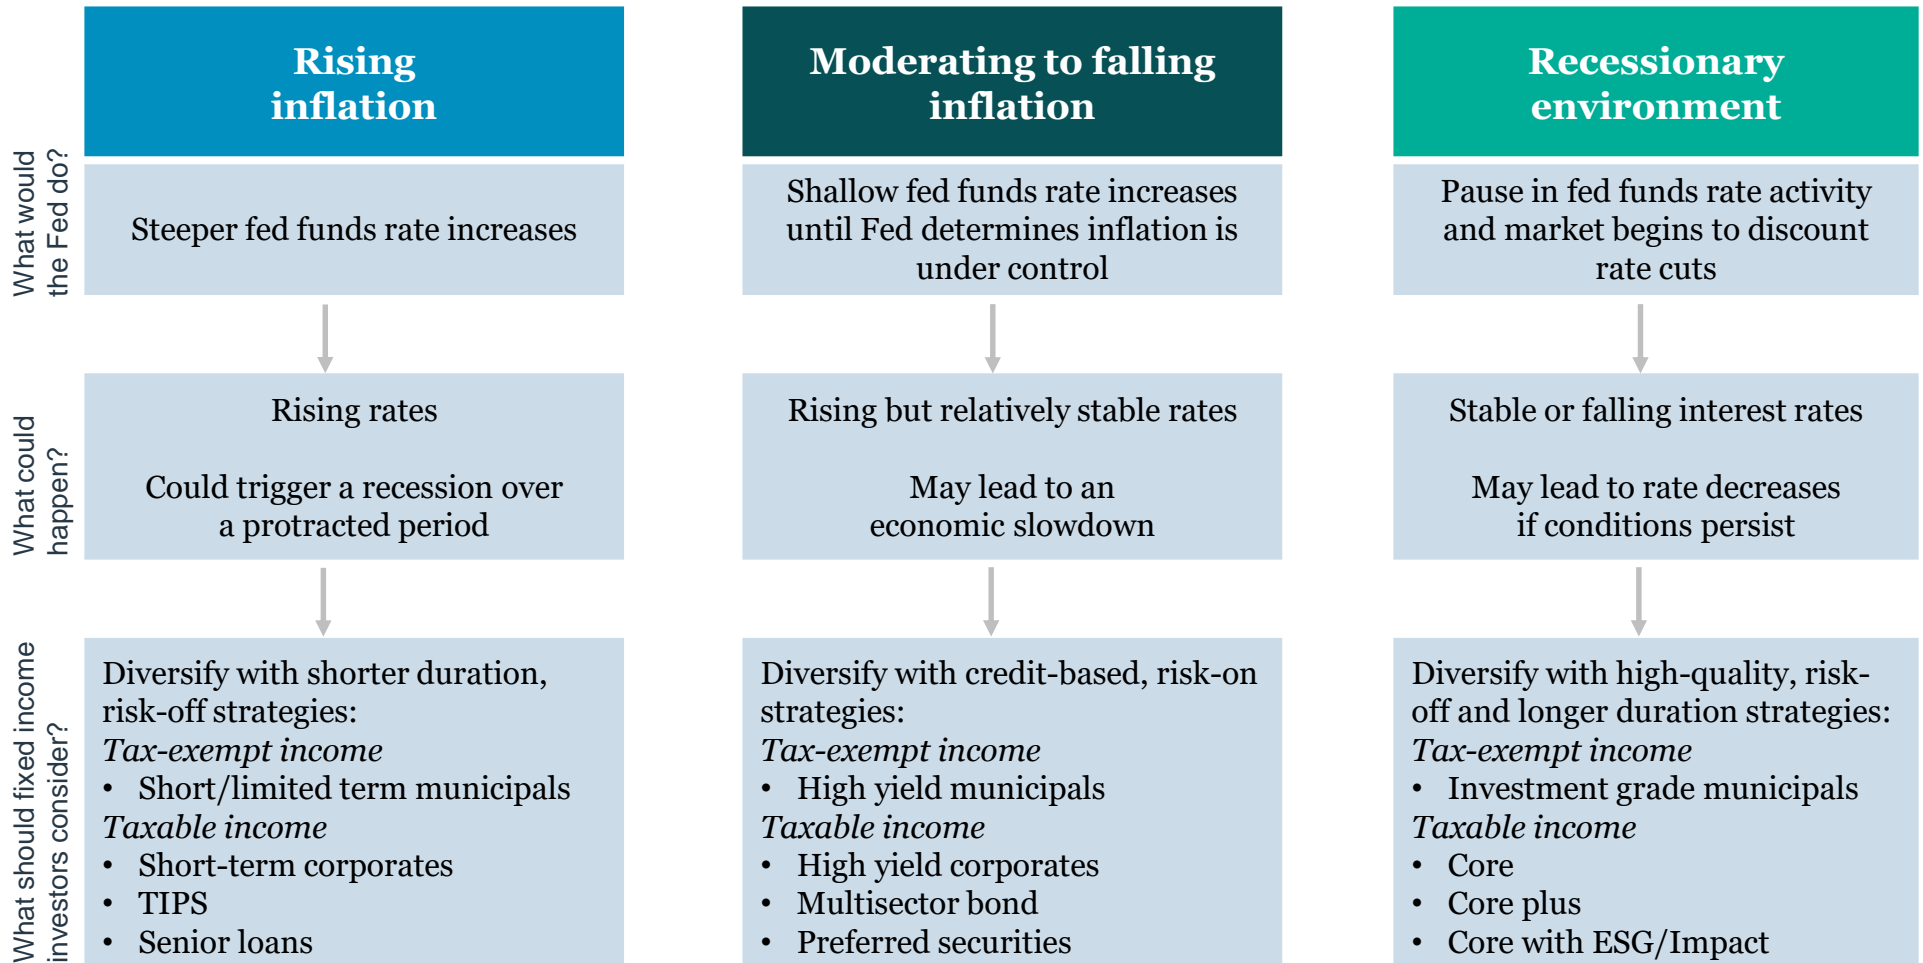 Rising
inflation
Moderating to falling
inflation
Recessionary
environment
What would
the Fed do?
Steeper fed funds rate increases
Shallow fed funds rate increases
until Fed determines inflation is
under control
Pause in fed funds rate activity
and market begins to discount
rate cuts
What could
happen?
Rising rates
Could trigger a recession over
a protracted period
Rising but relatively stable rates
May lead to an
economic slowdown
Stable or falling interest rates
May lead to rate decreases
if conditions persist
What should fixed income
investors consider?
Diversify with shorter duration,
risk-off strategies:
Tax-exempt income
• Short/limited term municipals
Taxable income
• Short-term corporates
• TIPS
• Senior loans
Diversify with credit-based, risk-on
strategies:
Tax-exempt income
• High yield municipals
Taxable income
• High yield corporates
• Multisector bond
• Preferred securities
Diversify with high-quality, risk-
off and longer duration strategies:
Tax-exempt income
• Investment grade municipals
Taxable income
• Core
• Core plus
• Core with ESG/Impact